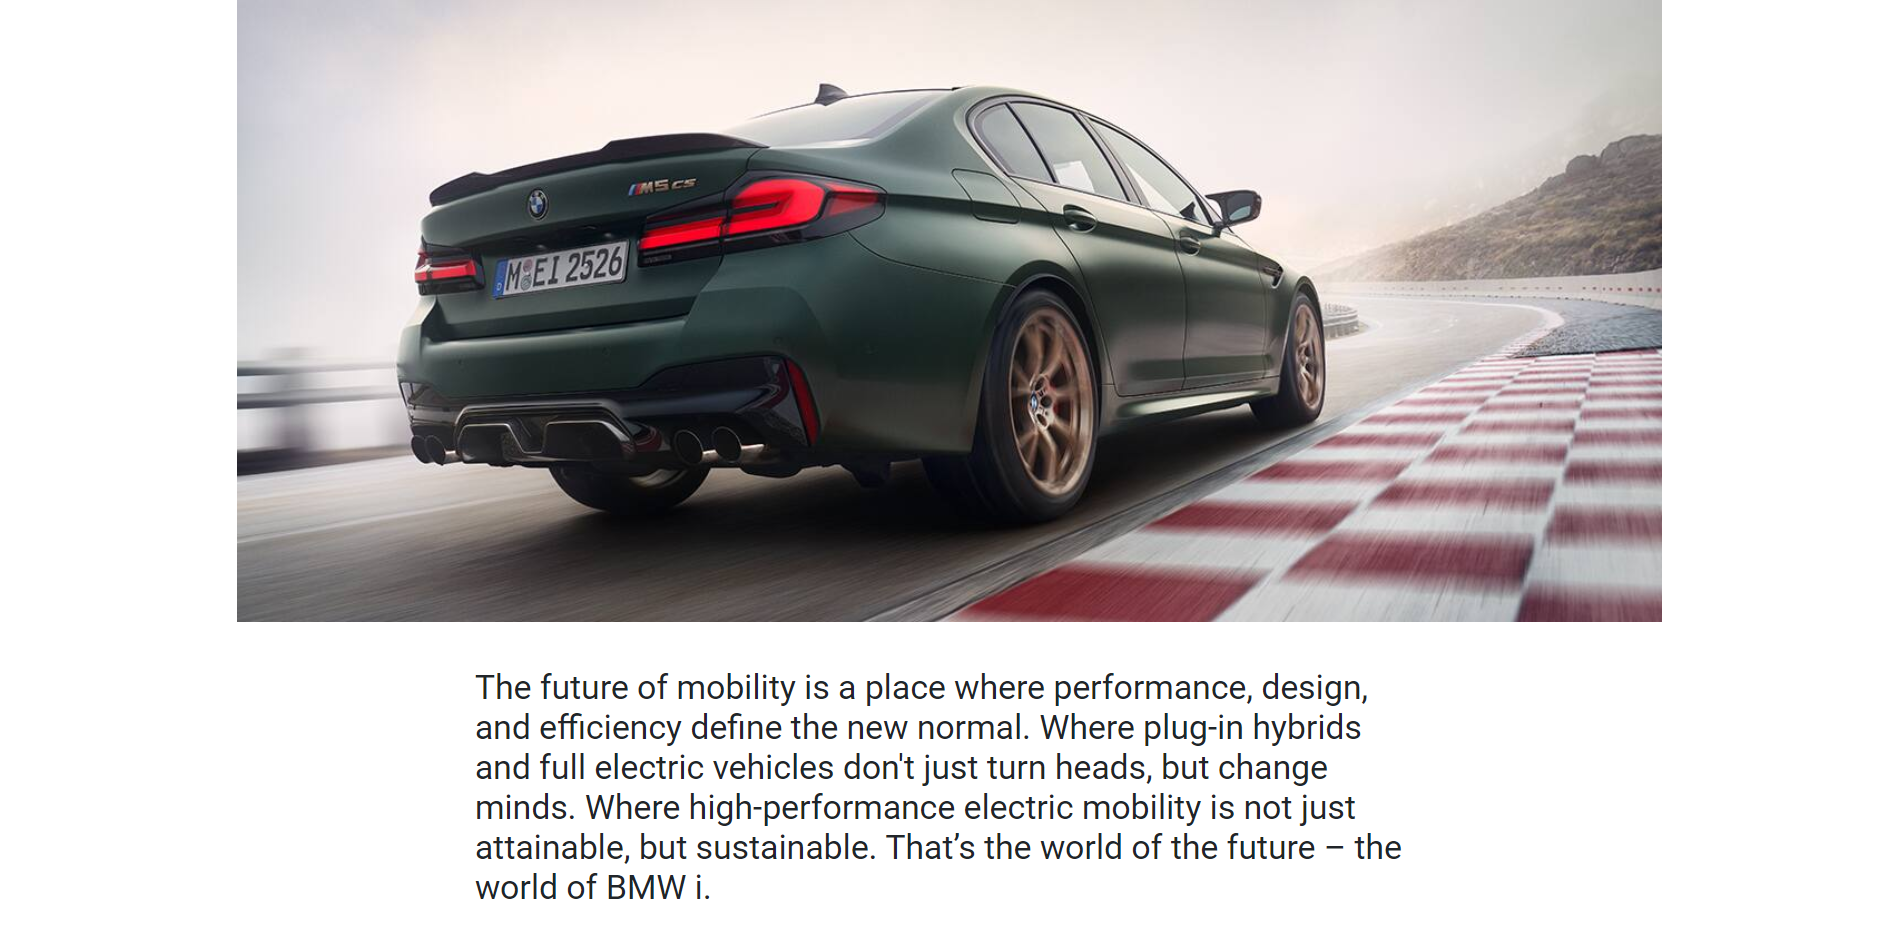 M5 CS
M EI 2526
The future of mobility is a place where performance, design,
and efficiency define the new normal. Where plug-in hybrids
and full electric vehicles don't just turn heads, but change
minds. Where high-performance electric mobility is not just
attainable, but sustainable. That’s the world of the future – the
world of BMW i.